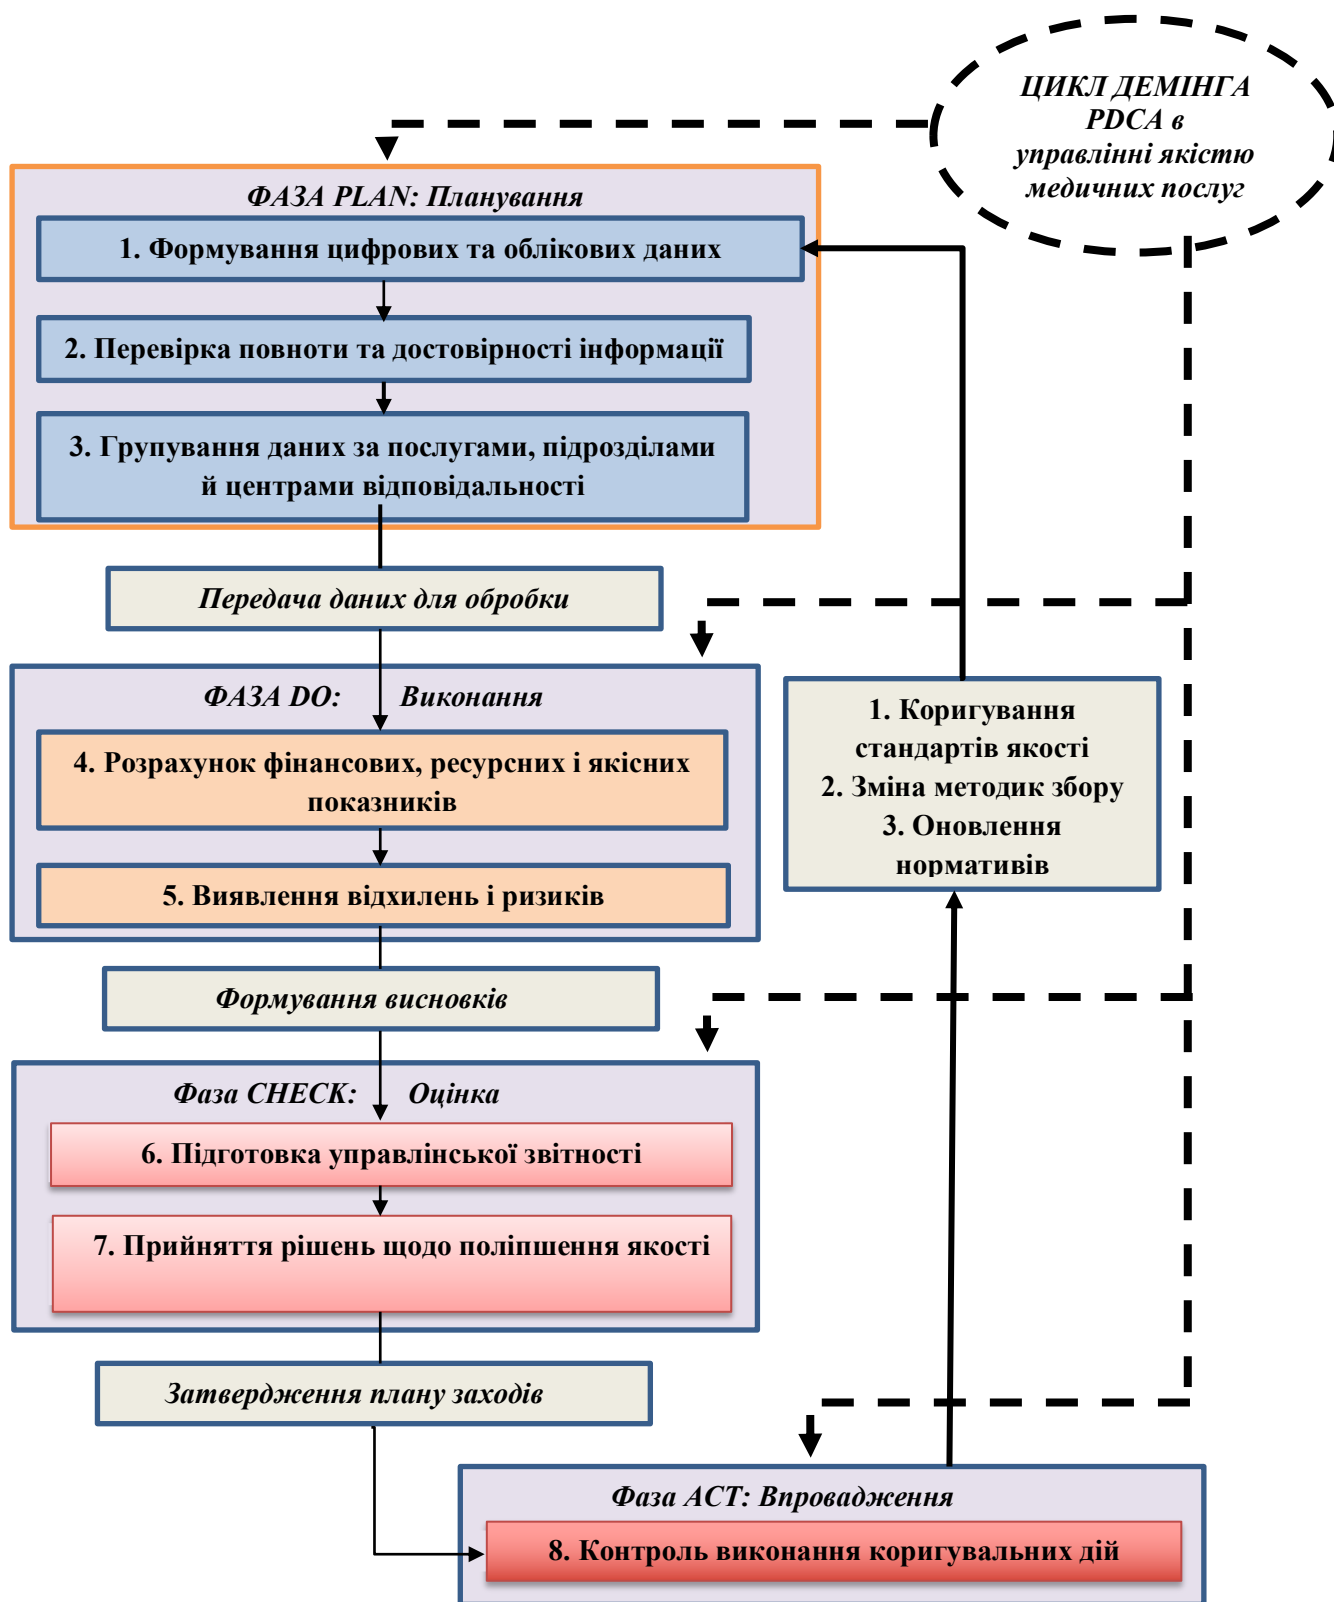 ЦИКЛ ДЕМІНГА
PDCA в
управлінні якістю
медичних послуг
ФАЗА PLAN: Планування
1. Формування цифрових та облікових даних
2. Перевірка повноти та достовірності інформації
3. Групування даних за послугами, підрозділами
й центрами відповідальності
Передача даних для обробки
ФАЗА DO: Виконання
4. Розрахунок фінансових, ресурсних і якісних
показників
5. Виявлення відхилень і ризиків
1. Коригування
стандартів якості
2. Зміна методик збору
3. Оновлення
нормативів
Формування висновків
Фаза CHECK: Оцінка
6. Підготовка управлінської звітності
7. Прийняття рішень щодо поліпшення якості
Затвердження плану заходів
Фаза ACT: Впровадження
8. Контроль виконання коригувальних дій